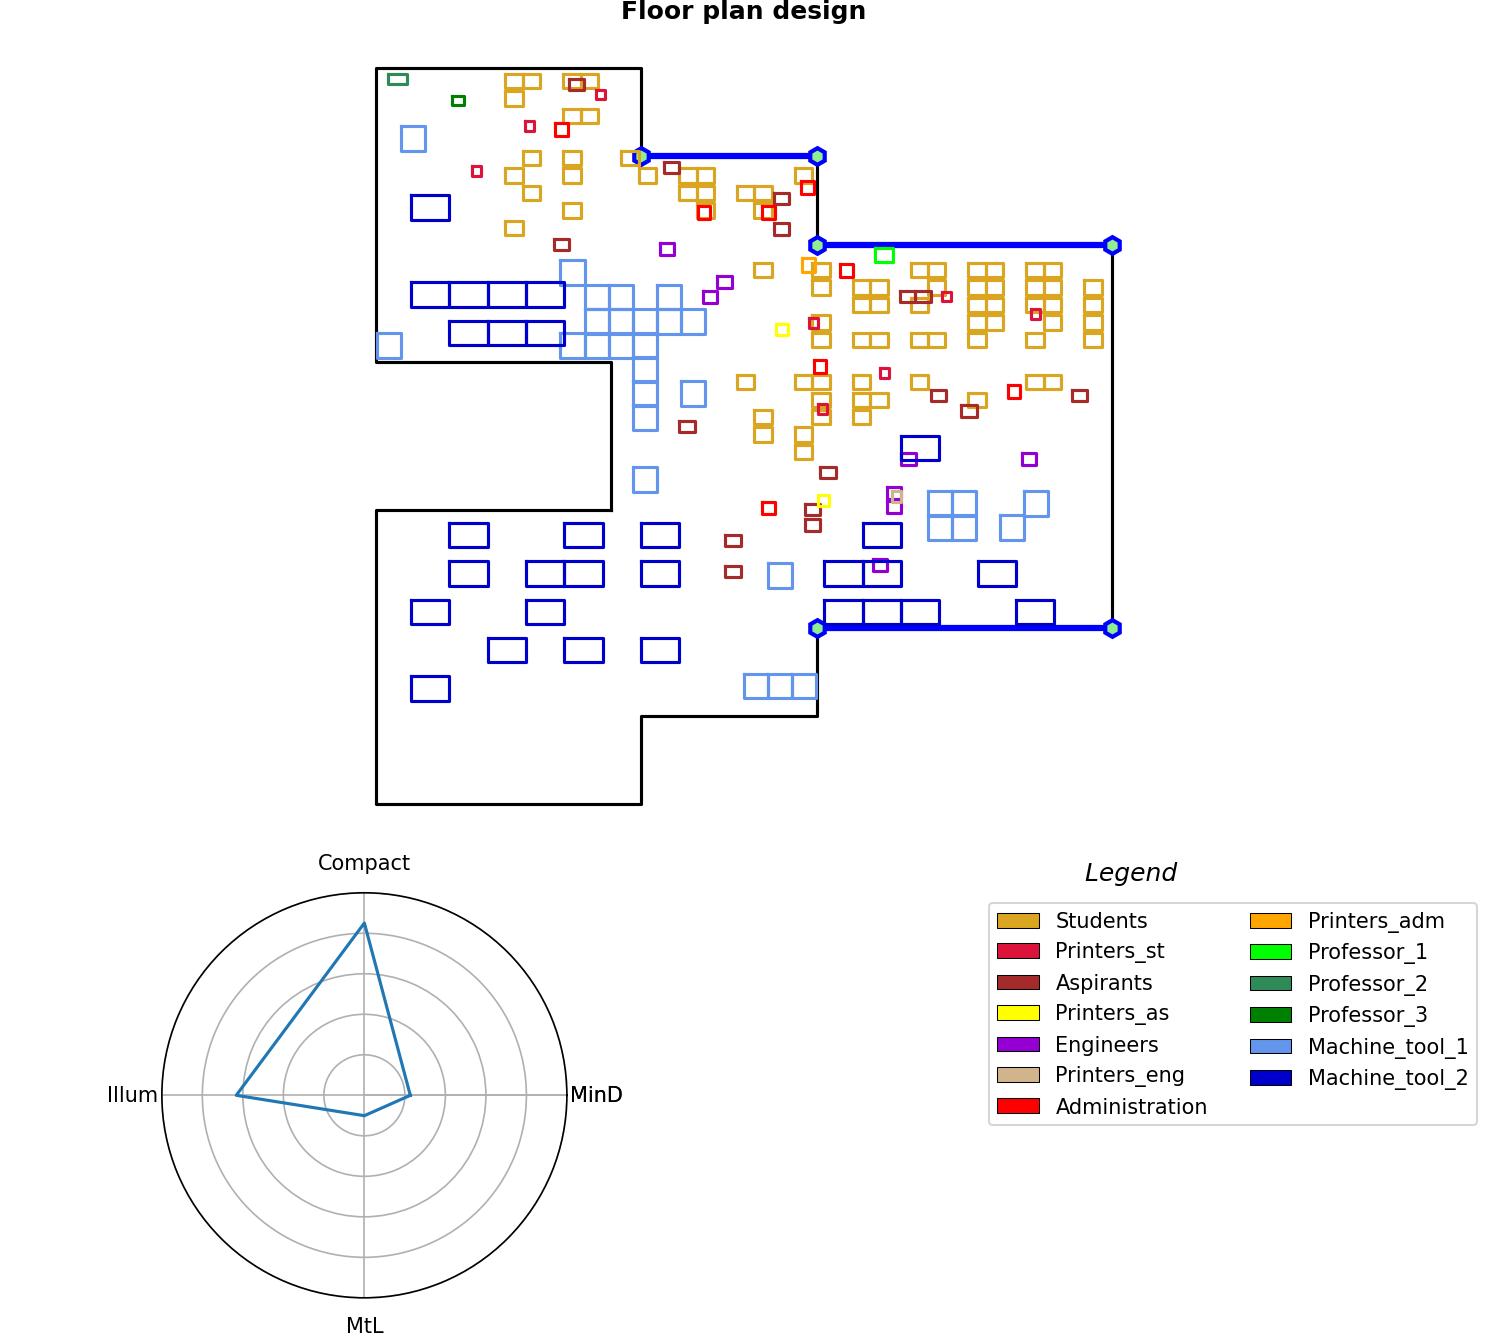 Floor plan design
Compact
Illum
MinD
MtL
Legend
Students
Printers_st
Aspirants
Printers_as
Engineers
Printers_eng
Administration
Printers_adm
Professor_1
Professor_2
Professor_3
Machine_tool_1
Machine_tool_2